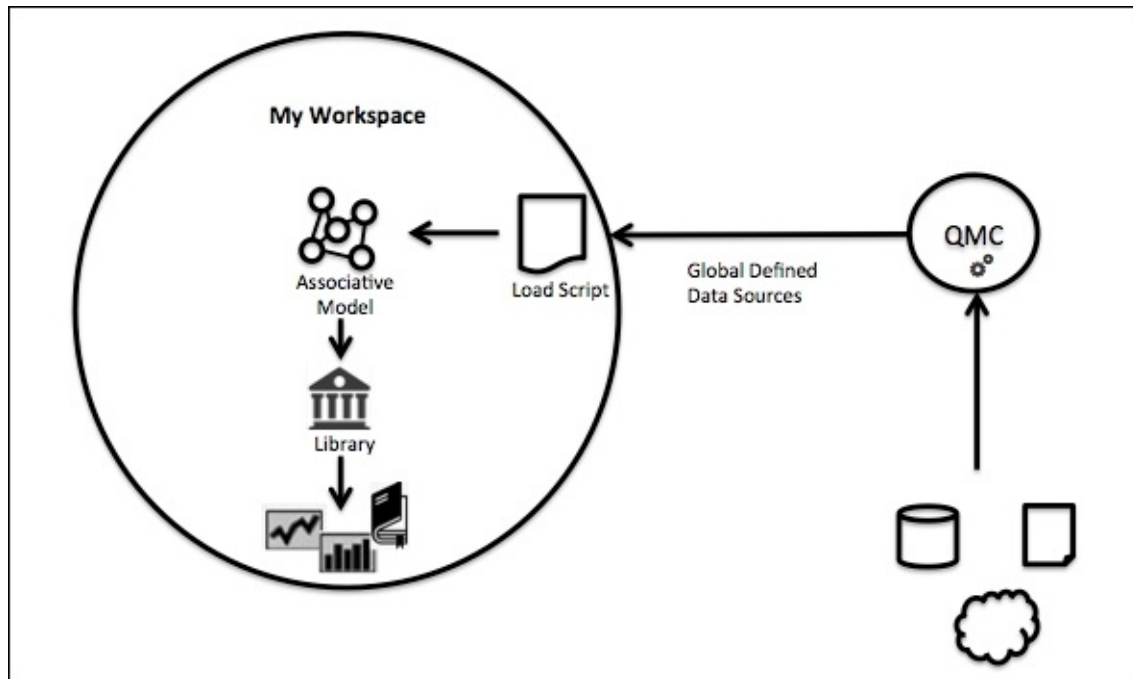 My Workspace
QMC
Associative
Model
Load Script
Global Defined
Data Sources
Library